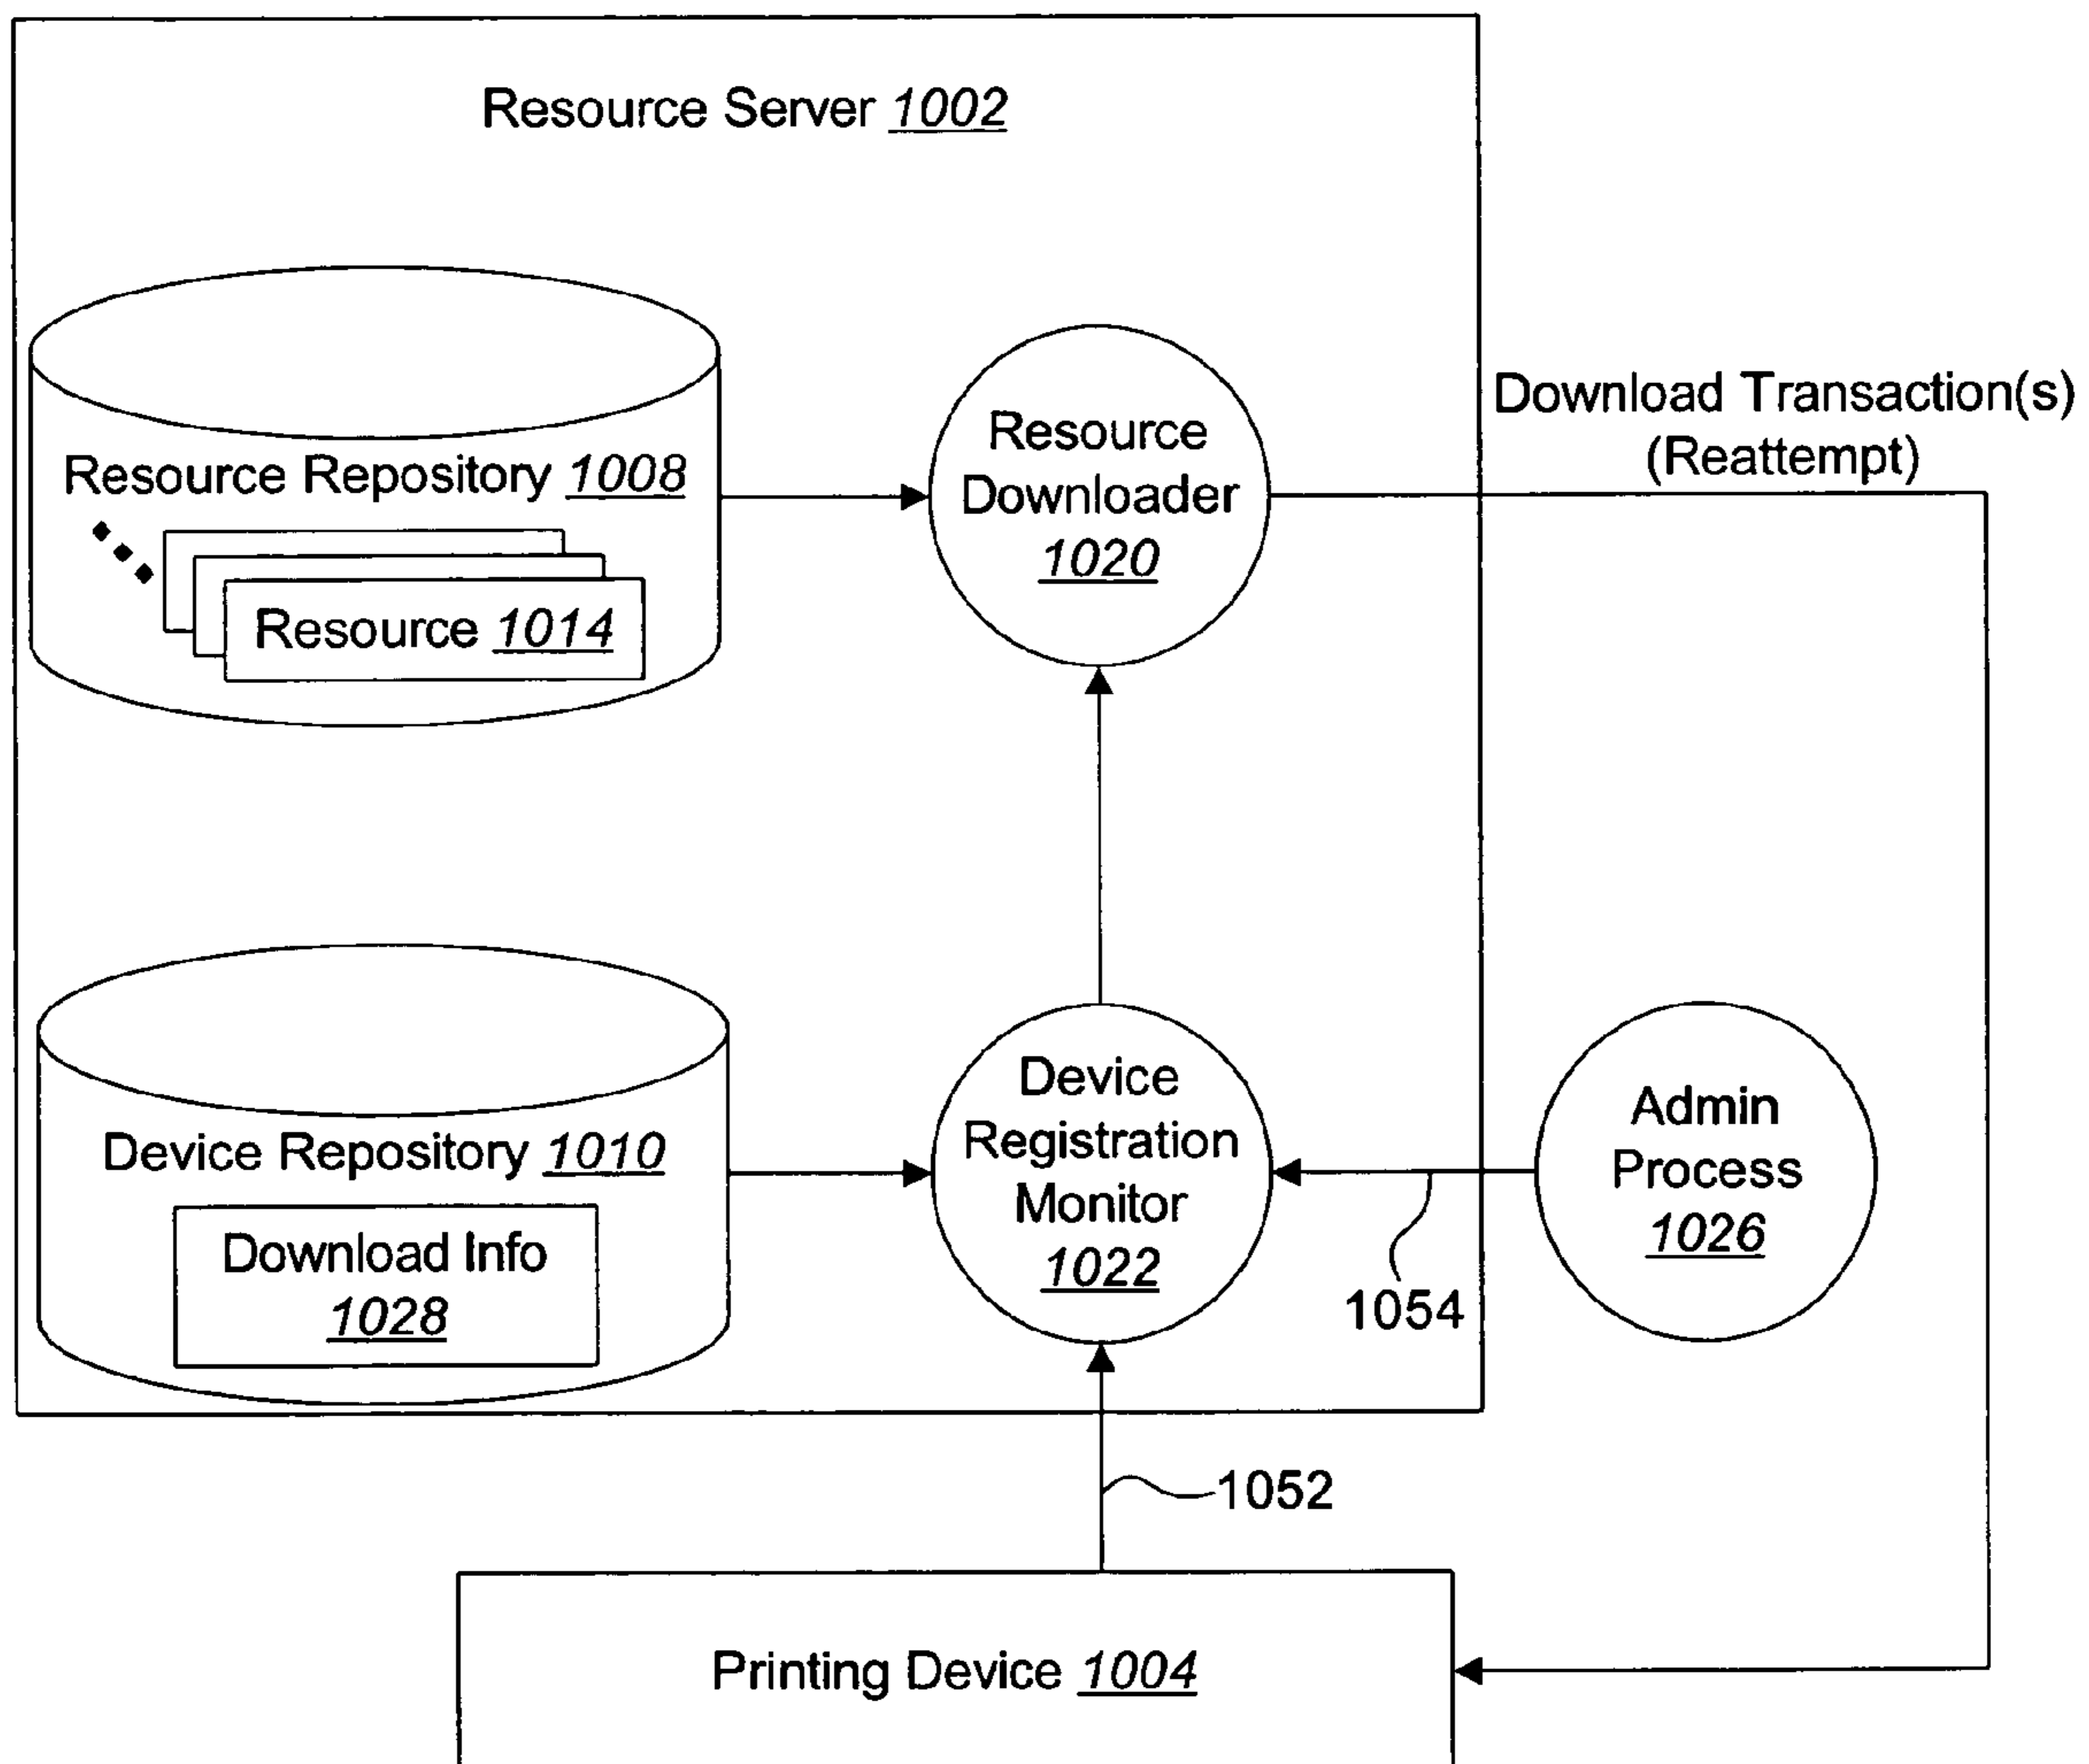 Resource Server 1002
Download Transaction(s)
(Reattempt)
Resource
Downloader
1020
Resource Repository 1008
Resource 1014
Device
Registration
Monitor
1022
Admin
Process
1026
Device Repository 1010
Download Info
1028
1054
1052
Printing Device 1004